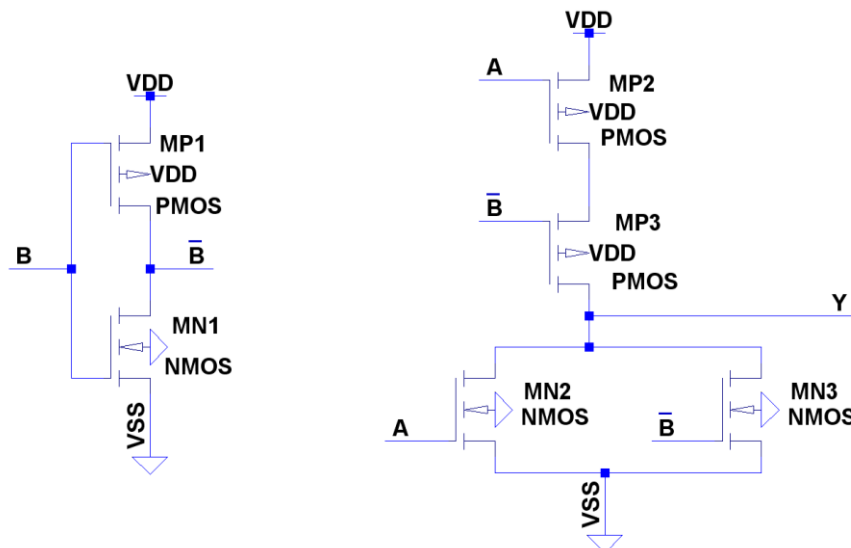 VDD
MP1
VDD
PMOS
B
B̅
MN1
NMOS
VSS
VDD
A
MP2
VDD
PMOS
B̅
MP3
VDD
PMOS
Y
MN2
NMOS
A
MN3
NMOS
B̅
VSS